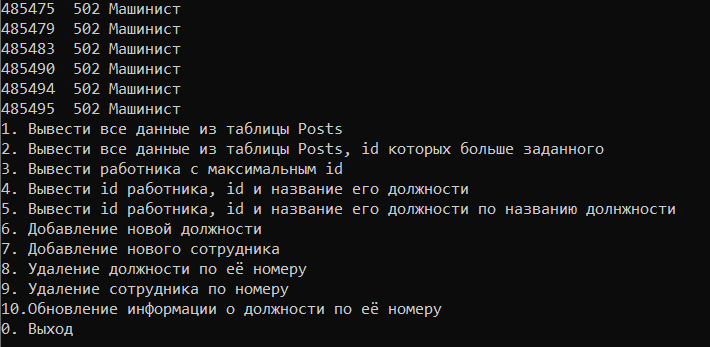 485475  502 Машинист
485479  502 Машинист
485483  502 Машинист
485490  502 Машинист
485494  502 Машинист
485495  502 Машинист
1. Вывести все данные из таблицы Posts
2. Вывести все данные из таблицы Posts, id которых больше заданного
3. Вывести работника с максимальным id
4. Вывести id работника, id и название его должности
5. Вывести id работника, id и название его должности по названию долнжности
6. Добавление новой должности
7. Добавление нового сотрудника
8. Удаление должности по её номеру
9. Удаление сотрудника по номеру
10.Обновление информации о должности по её номеру
0. Выход